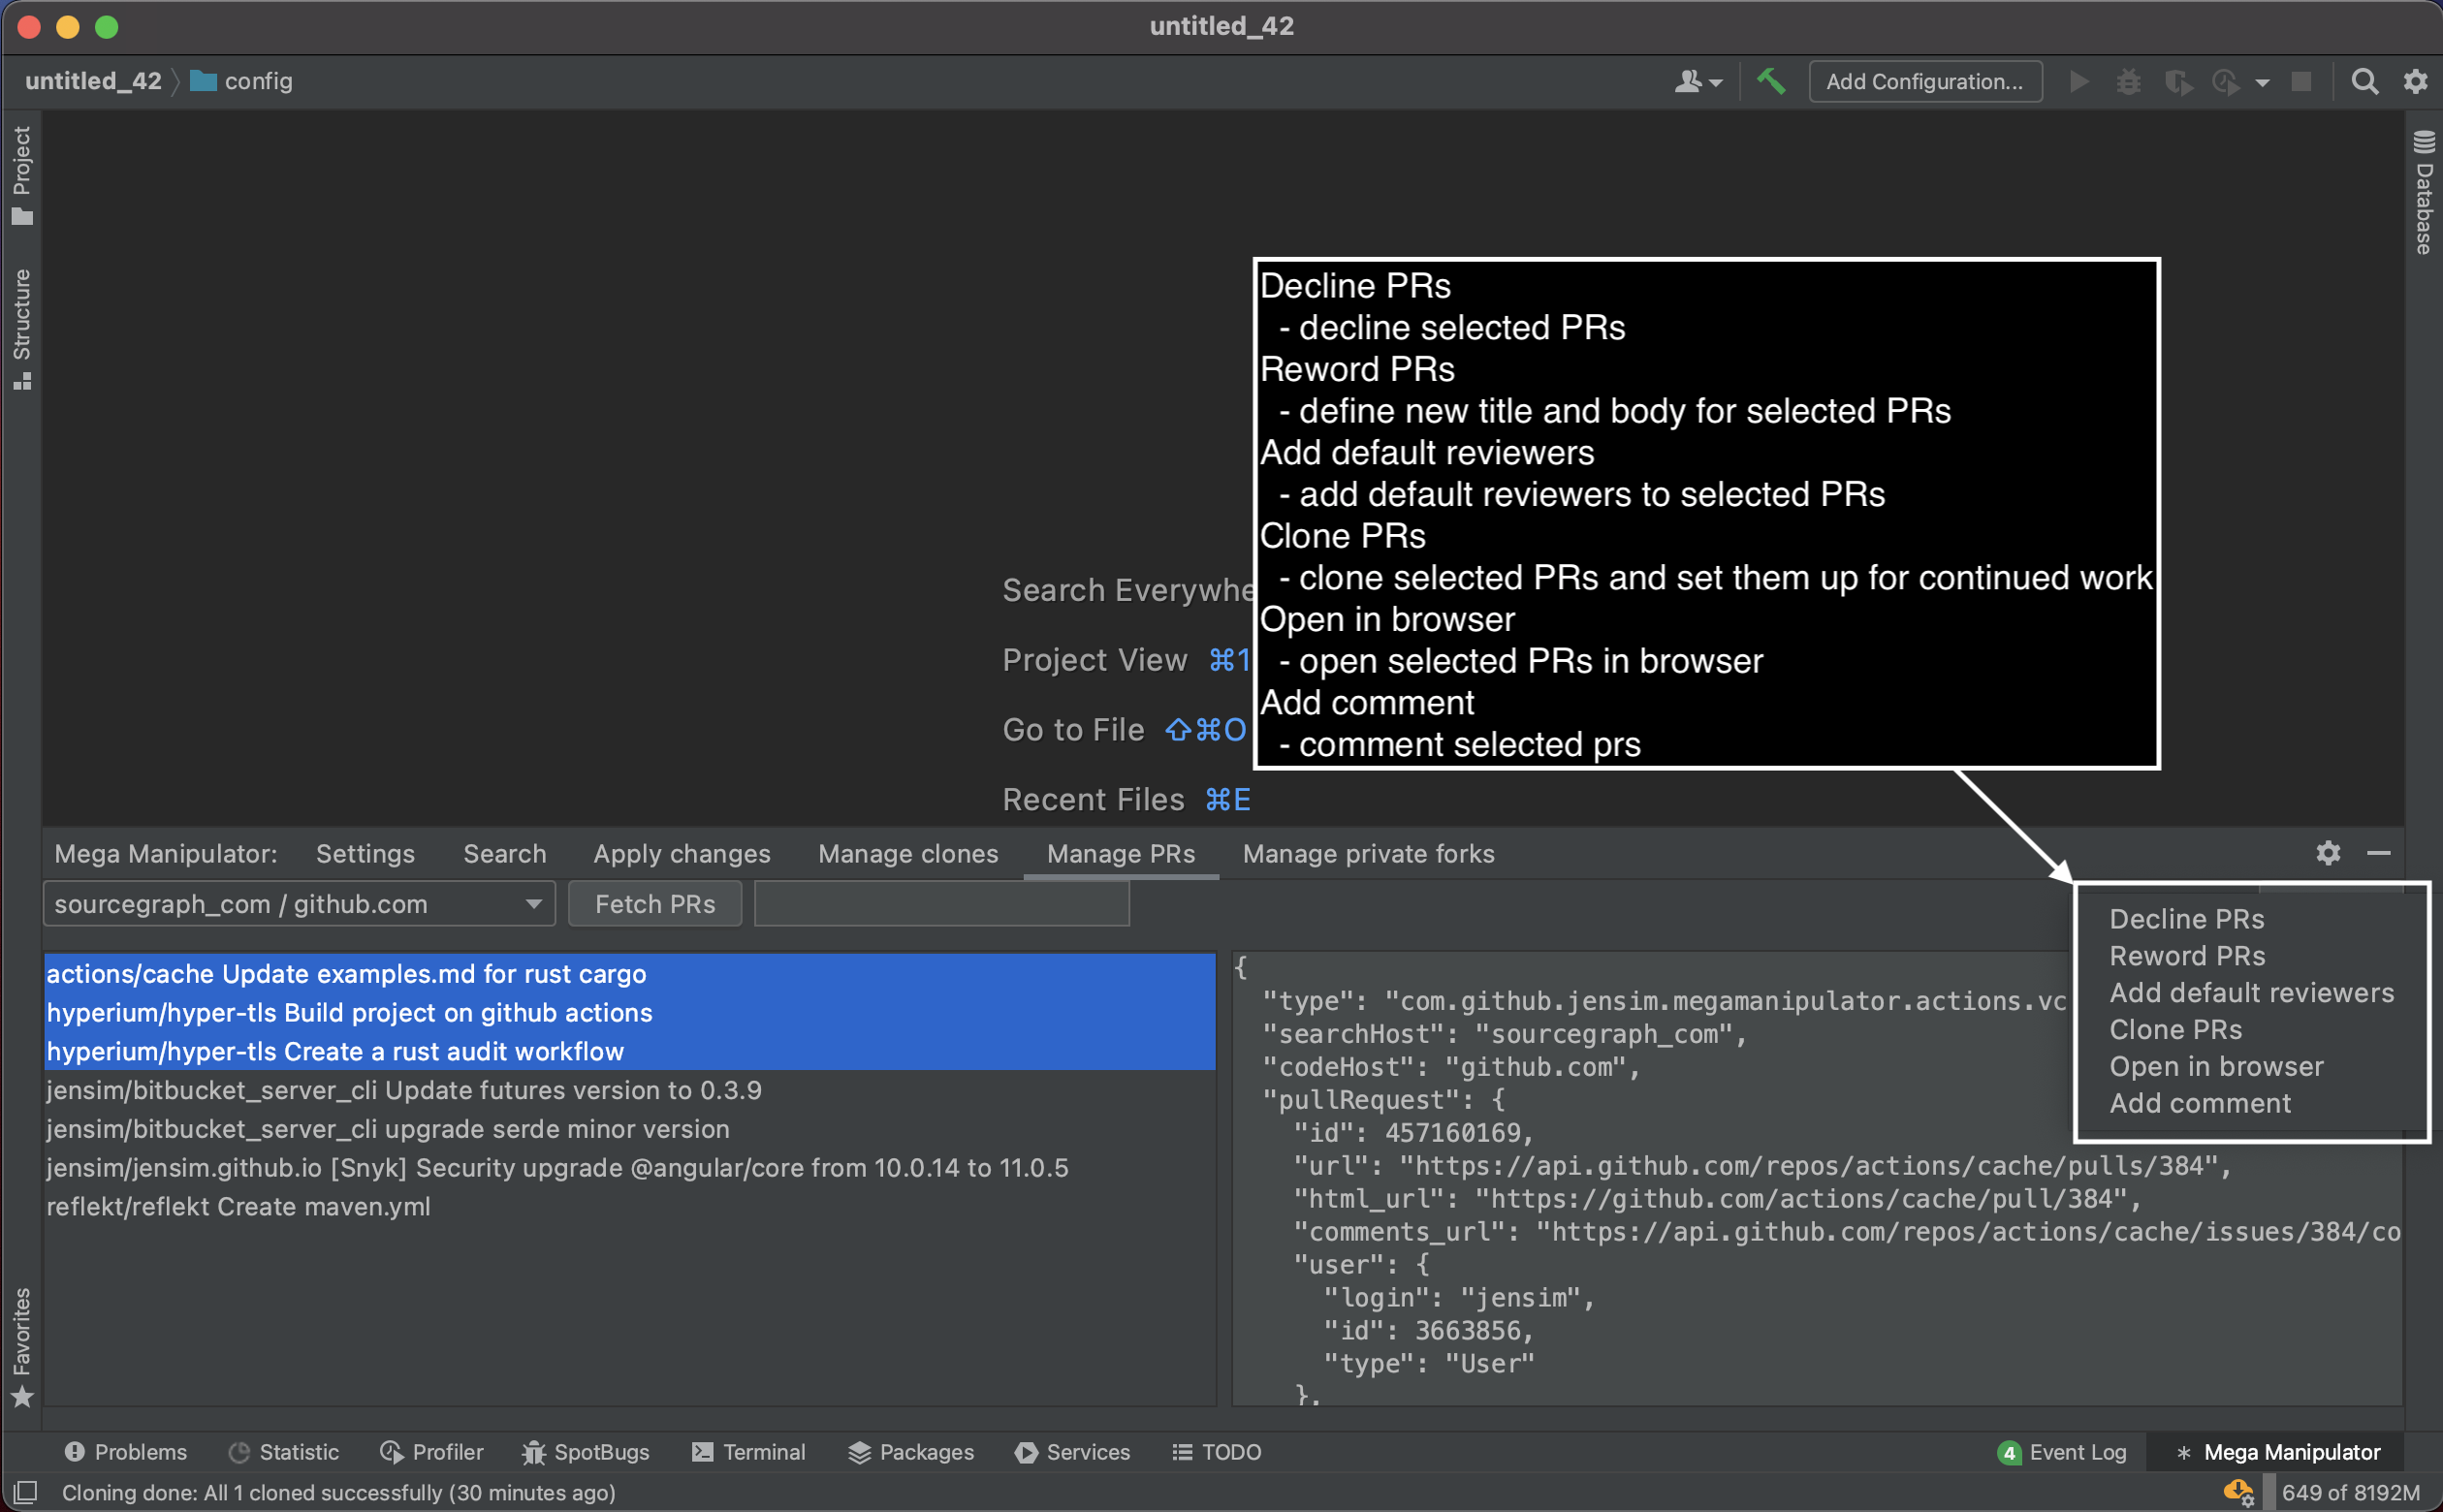 untitled_42
untitled_42 config
Add Configuration...
Project
Structure
Favorites
Database
Search Everywhe
Project View ⌘1
Go to File ⇧⌘O
Recent Files ⌘E
Decline PRs
- decline selected PRs
Reword PRs
- define new title and body for selected PRs
Add default reviewers
- add default reviewers to selected PRs
Clone PRs
- clone selected PRs and set them up for continued work
Open in browser
- open selected PRs in browser
Add comment
- comment selected prs
Mega Manipulator: Settings Search Apply changes Manage clones Manage PRs Manage private forks
sourcegraph_com / github.com Fetch PRs
actions/cache Update examples.md for rust cargo
hyperium/hyper-tls Build project on github actions
hyperium/hyper-tls Create a rust audit workflow
jensim/bitbucket_server_cli Update futures version to 0.3.9
jensim/bitbucket_server_cli upgrade serde minor version
jensim/jensim.github.io [Snyk] Security upgrade @angular/core from 10.0.14 to 11.0.5
reflekt/reflekt Create maven.yml
{
"type": "com.github.jensim.megamanipulator.actions.vc
"searchHost": "sourcegraph_com",
"codeHost": "github.com",
"pullRequest": {
"id": 457160169,
"url": "https://api.github.com/repos/actions/cache/pulls/384",
"html_url": "https://github.com/actions/cache/pull/384",
"comments_url": "https://api.github.com/repos/actions/cache/issues/384/co
"user": {
"login": "jensim",
"id": 3663856,
"type": "User"
},
Decline PRs
Reword PRs
Add default reviewers
Clone PRs
Open in browser
Add comment
Problems Statistic Profiler SpotBugs Terminal Packages Services TODO 4 Event Log Mega Manipulator
Cloning done: All 1 cloned successfully (30 minutes ago) 649 of 8192M